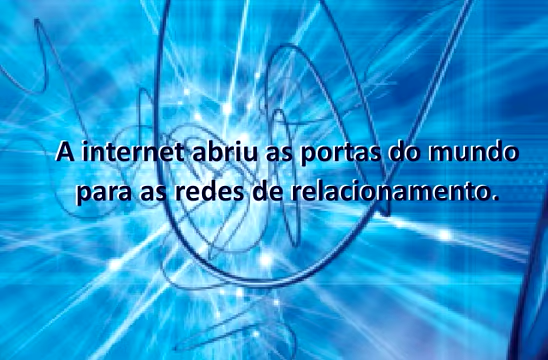 A internet abriu as portas do mundo
para as redes de relacionamento.